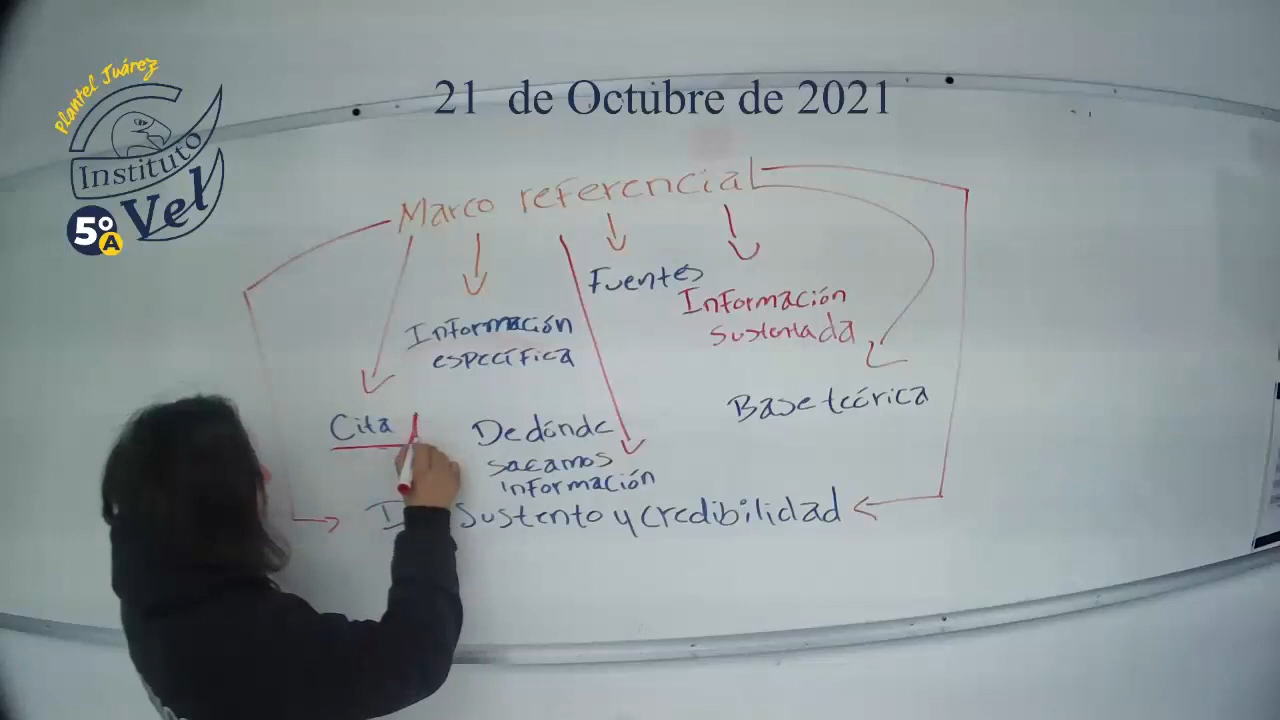 Plantel Juárez
Instituto
Vel
5º
A
21 de Octubre de 2021
Marco referencial
Fuentes
Información
sustentada
Información
específica
Base teórica
Cita
De dónde
sacamos
información
sustento y credibilidad